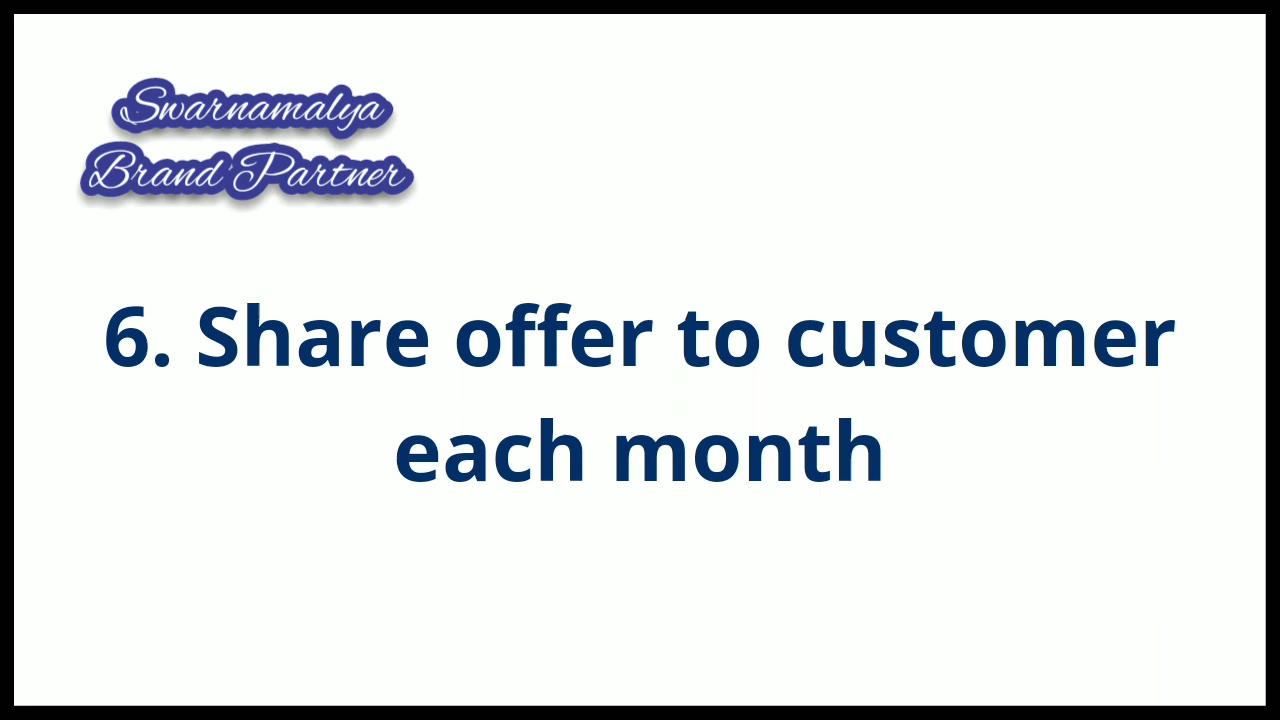 Swarnamalya
Brand Partner
6. Share offer to customer
each month